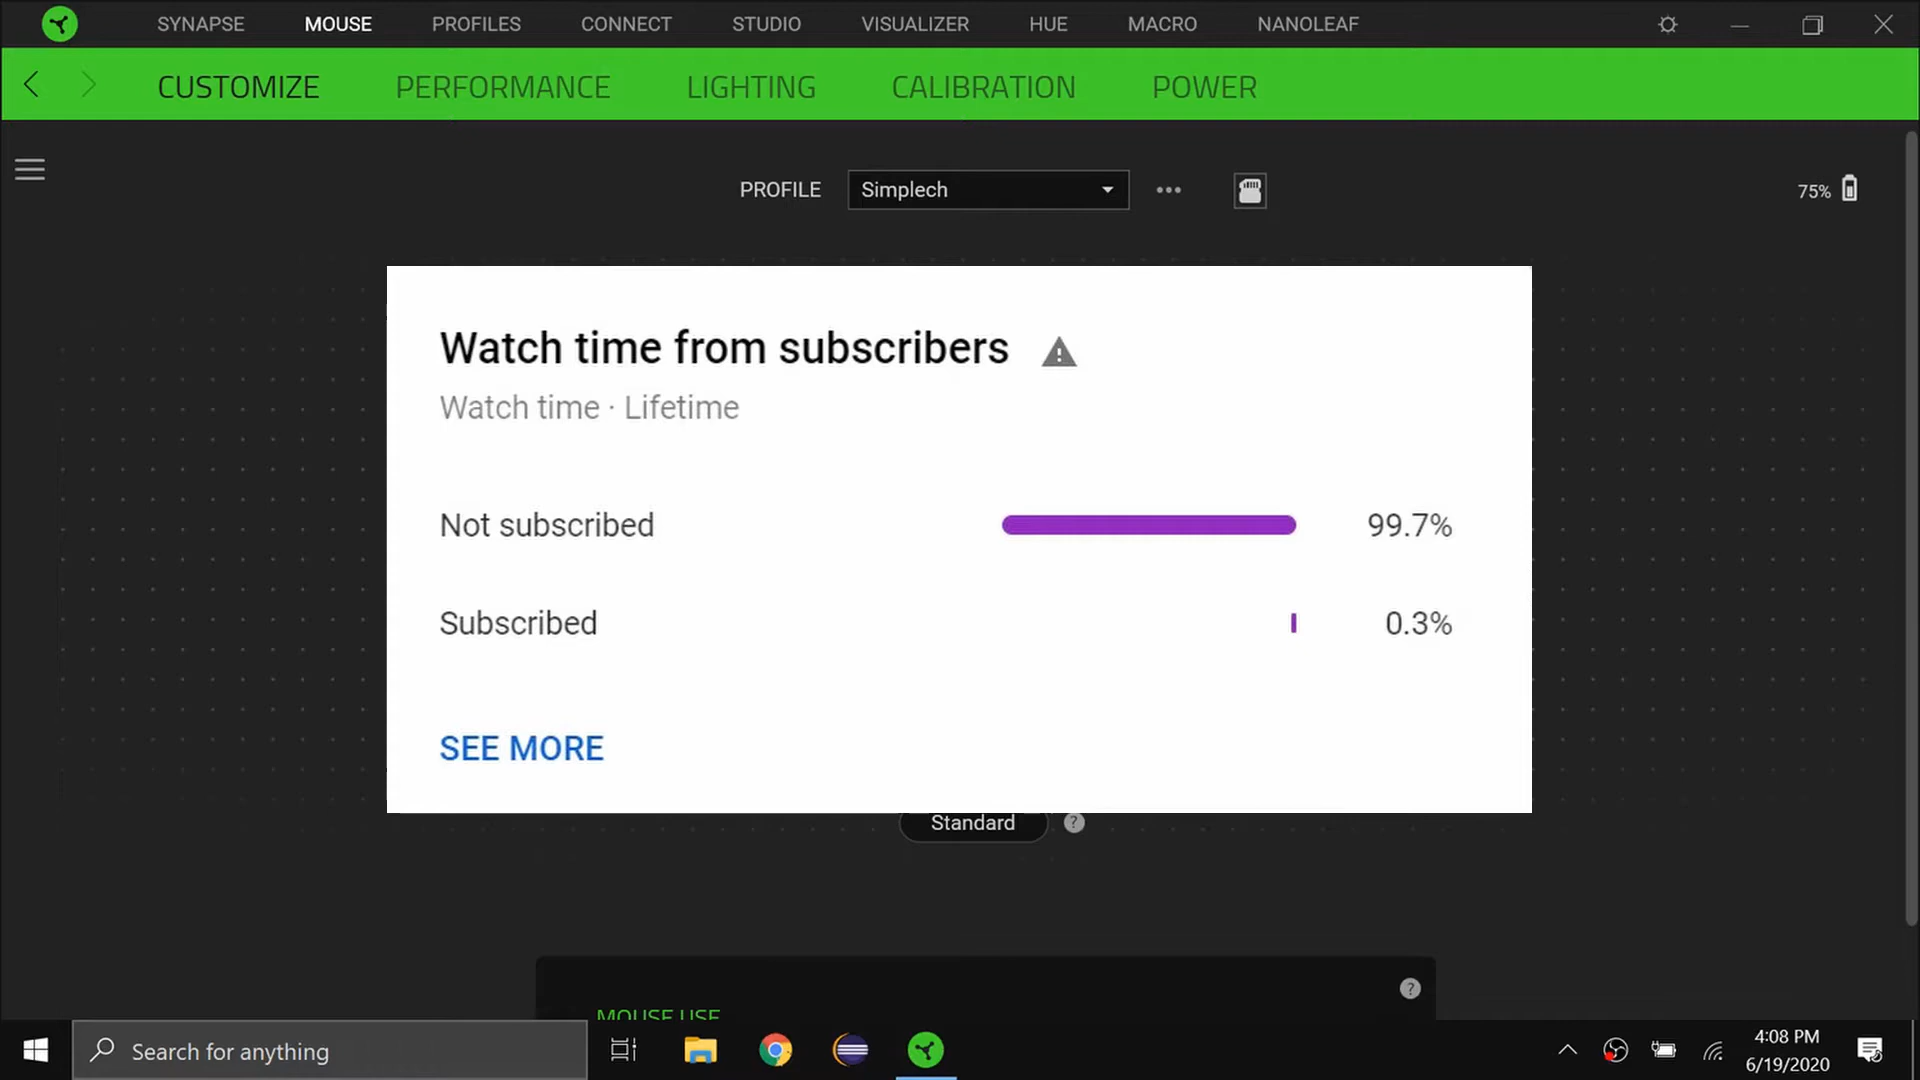 SYNAPSE MOUSE PROFILES CONNECT STUDIO VISUALIZER HUE MACRO NANOLEAF
CUSTOMIZE PERFORMANCE LIGHTING CALIBRATION POWER
PROFILE Simplech 75%
Watch time from subscribers
Watch time · Lifetime
Not subscribed 99.7%
Subscribed 0.3%
SEE MORE
Standard ?
?
MOUSE USE
Search for anything
4:08 PM
6/19/2020